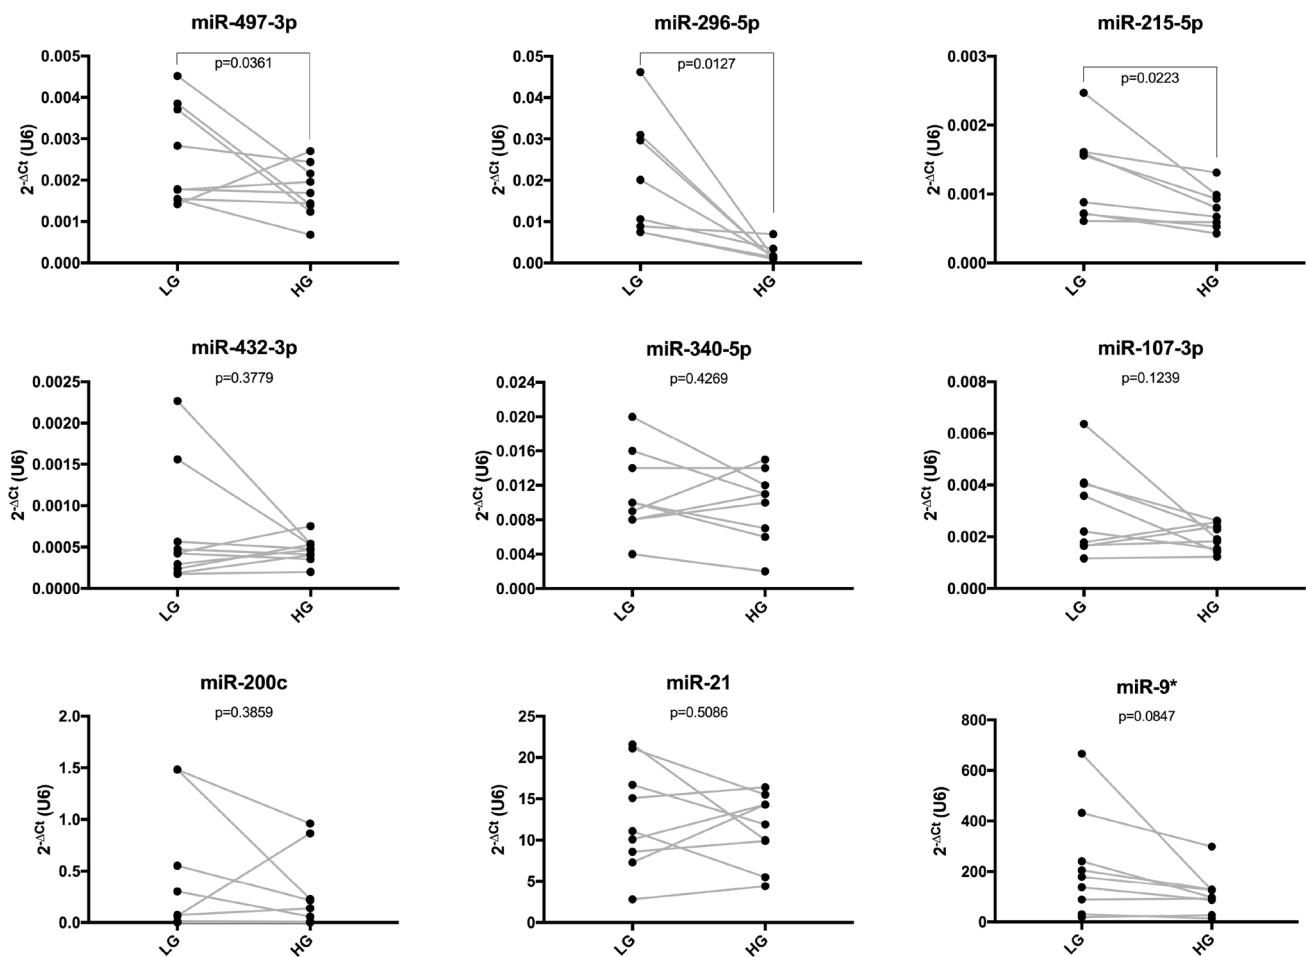 miR-497-3p
p=0.0361
2-ΔCt (U6)
0.005
0.004
0.003
0.002
0.001
0.000
LG
HG
miR-296-5p
p=0.0127
2-ΔCt (U6)
0.05
0.04
0.03
0.02
0.01
0.00
LG
HG
miR-215-5p
p=0.0223
2-ΔCt (U6)
0.003
0.002
0.001
0.000
LG
HG
miR-432-3p
p=0.3779
2-ΔCt (U6)
0.0025
0.0020
0.0015
0.0010
0.0005
0.0000
LG
HG
miR-340-5p
p=0.4269
2-ΔCt (U6)
0.024
0.020
0.016
0.012
0.008
0.004
0.000
LG
HG
miR-107-3p
p=0.1239
2-ΔCt (U6)
0.008
0.006
0.004
0.002
0.000
LG
HG
miR-200c
p=0.3859
2-ΔCt (U6)
2.0
1.5
1.0
0.5
0.0
LG
HG
miR-21
p=0.5086
2-ΔCt (U6)
25
20
15
10
5
0
LG
HG
miR-9*
p=0.0847
2-ΔCt (U6)
800
600
400
200
0
LG
HG